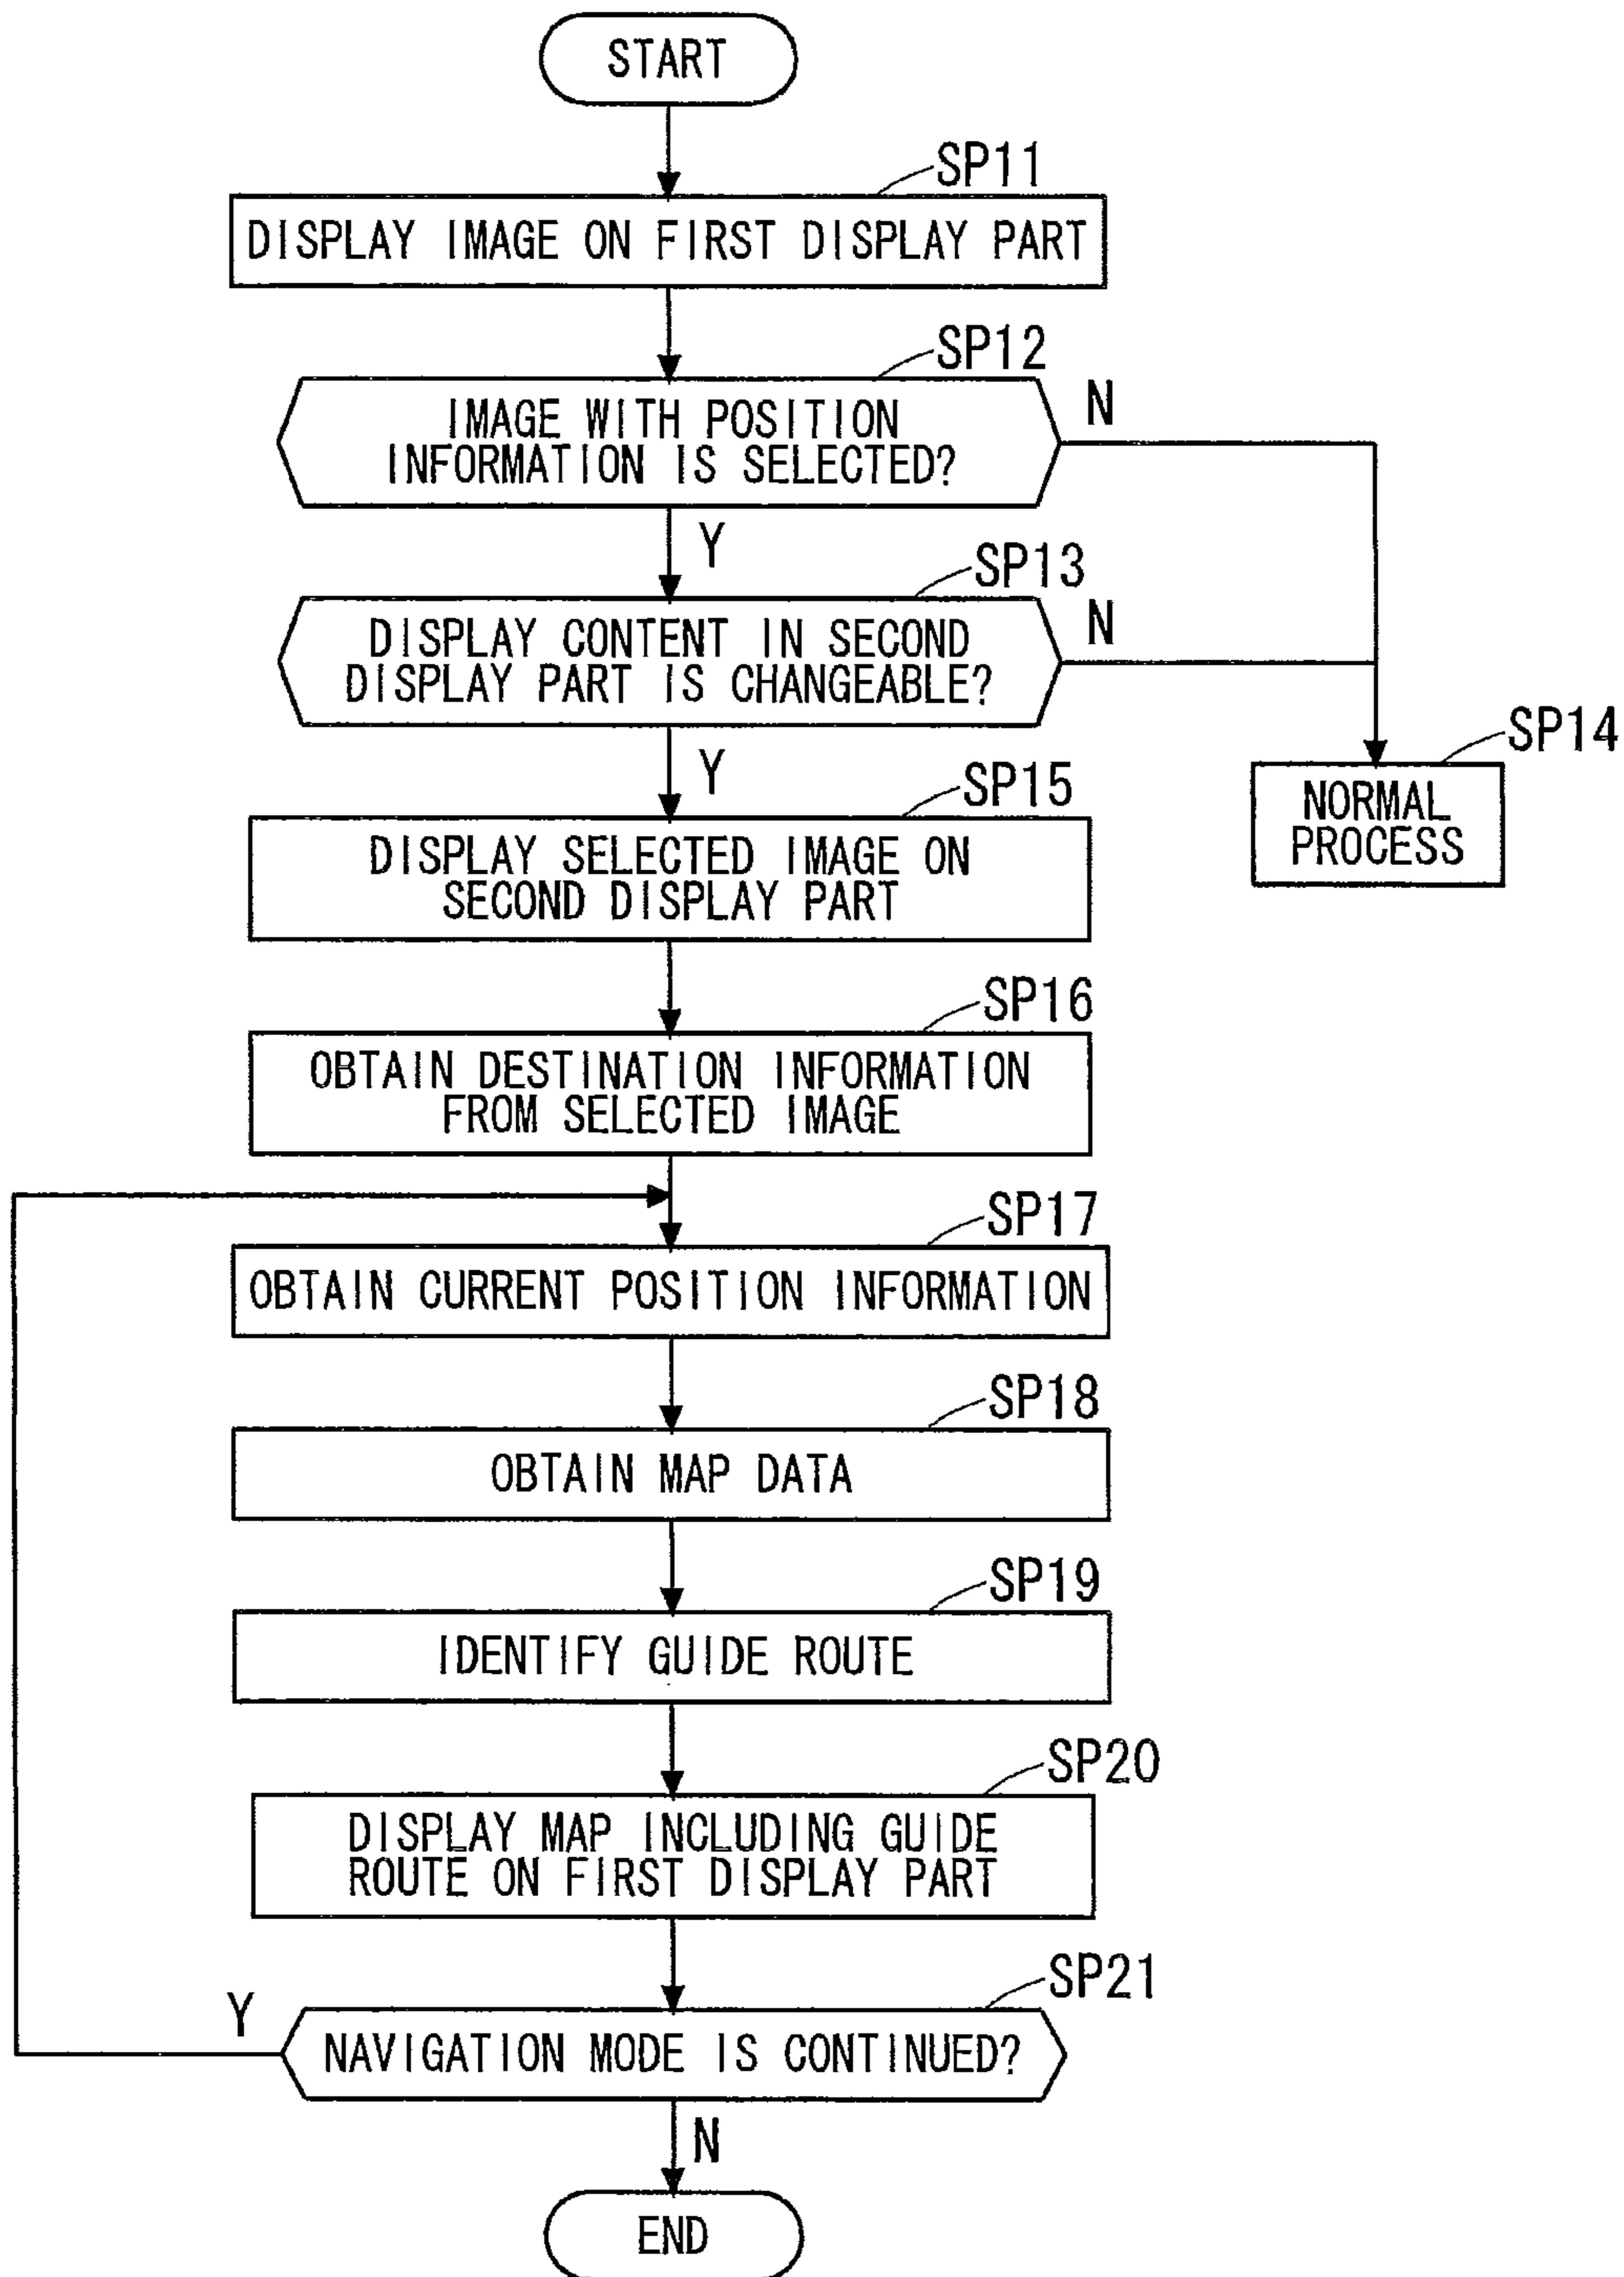 START
SP11
DISPLAY IMAGE ON FIRST DISPLAY PART
SP12
IMAGE WITH POSITION
INFORMATION IS SELECTED?
N
Y
SP13
DISPLAY CONTENT IN SECOND
DISPLAY PART IS CHANGEABLE?
N
Y
SP14
NORMAL
PROCESS
SP15
DISPLAY SELECTED IMAGE ON
SECOND DISPLAY PART
SP16
OBTAIN DESTINATION INFORMATION
FROM SELECTED IMAGE
SP17
OBTAIN CURRENT POSITION INFORMATION
SP18
OBTAIN MAP DATA
SP19
IDENTIFY GUIDE ROUTE
SP20
DISPLAY MAP INCLUDING GUIDE
ROUTE ON FIRST DISPLAY PART
SP21
Y
NAVIGATION MODE IS CONTINUED?
N
END